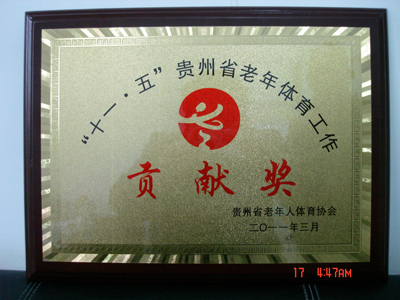 “十一·五”贵州省老年体育工作
贡献奖
贵州省老年人体育协会
二〇一一年三月
17 4:47AM